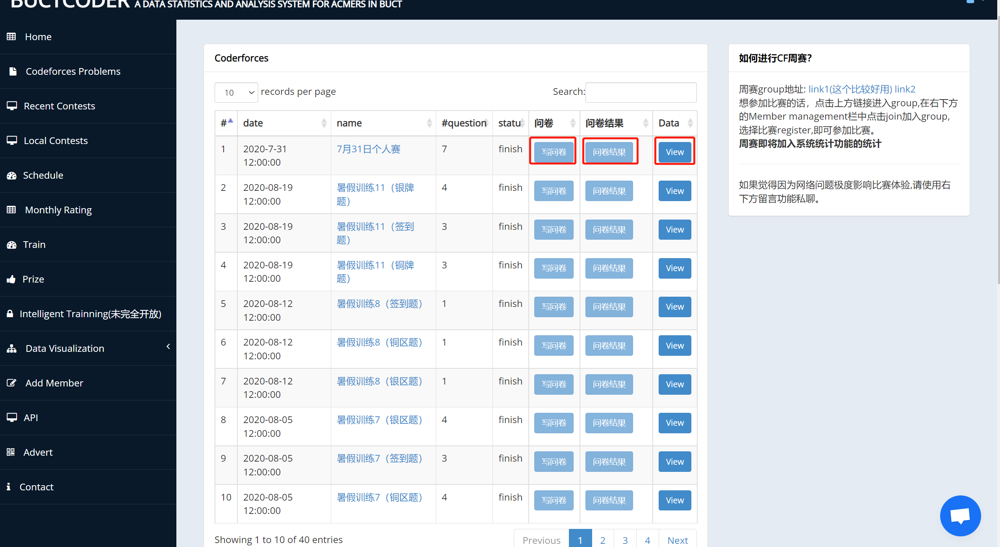 BUCTCODER A DATA STATISTICS AND ANALYSIS SYSTEM FOR ACMERS IN BUCT
Home
Codeforces Problems
Recent Contests
Local Contests
Schedule
Monthly Rating
Train
Prize
Intelligent Trainning(未完全开放)
Data Visualization
Add Member
API
Advert
Contact
Coderforces
10 records per page Search:
# date name #question statu 问卷 问卷结果 Data
1 2020-7-31 7月31日个人赛 7 finish 写问卷 问卷结果 View
12:00:00
2 2020-08-19 暑假训练11（银牌 4 finish 写问卷 问卷结果 View
12:00:00 题）
3 2020-08-19 暑假训练11（签到 3 finish 写问卷 问卷结果 View
12:00:00 题）
4 2020-08-19 暑假训练11（铜牌 3 finish 写问卷 问卷结果 View
12:00:00 题）
5 2020-08-12 暑假训练8（签到题） 1 finish 写问卷 问卷结果 View
12:00:00
6 2020-08-12 暑假训练8（铜区题） 1 finish 写问卷 问卷结果 View
12:00:00
7 2020-08-12 暑假训练8（银区题） 1 finish 写问卷 问卷结果 View
12:00:00
8 2020-08-05 暑假训练7（银区题） 4 finish 写问卷 问卷结果 View
12:00:00
9 2020-08-05 暑假训练7（签到题） 3 finish 写问卷 问卷结果 View
12:00:00
10 2020-08-05 暑假训练7（铜区题） 4 finish 写问卷 问卷结果 View
12:00:00
Showing 1 to 10 of 40 entries Previous 1 2 3 4 Next
如何进行CF周赛？
周赛group地址: link1(这个比较好用) link2
想参加比赛的话，点击上方链接进入group,在右下方
的Member management栏中点击join加入group,
选择比赛register,即可参加比赛。
周赛即将加入系统统计功能的统计
如果觉得因为网络问题极度影响比赛体验,请使用右
下方留言功能私聊。